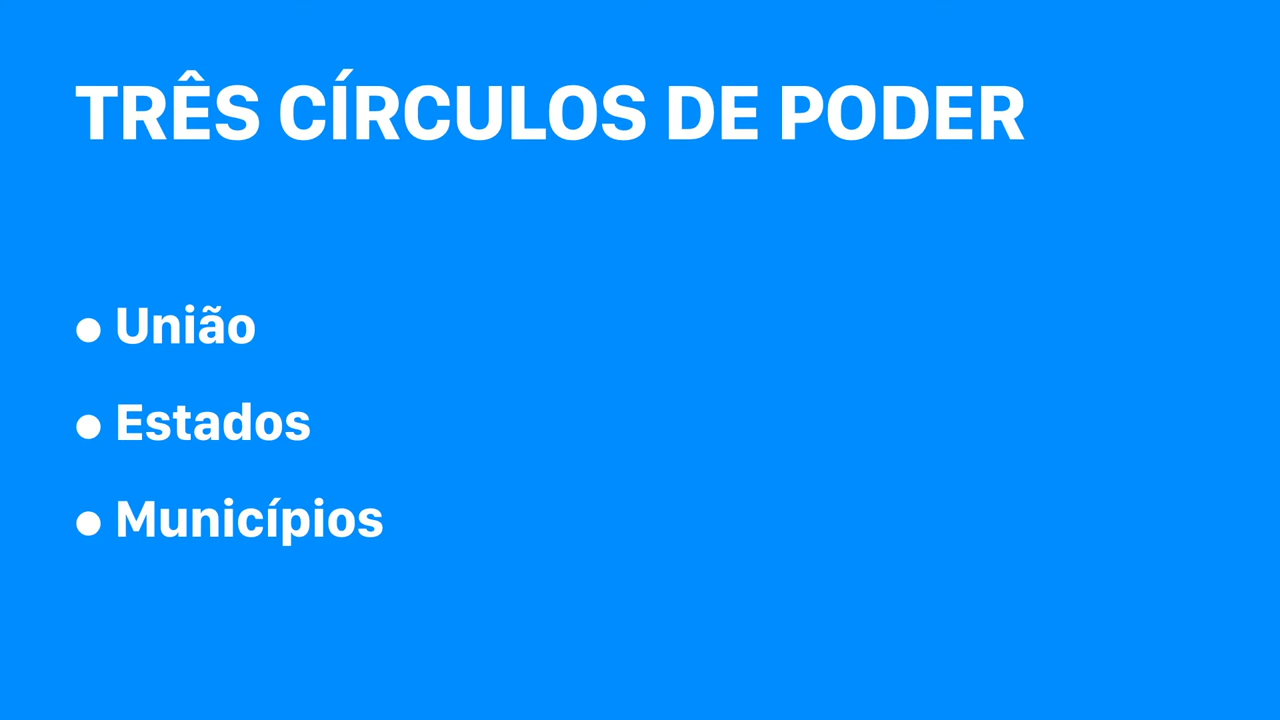 TRÊS CÍRCULOS DE PODER
• União
• Estados
• Municípios